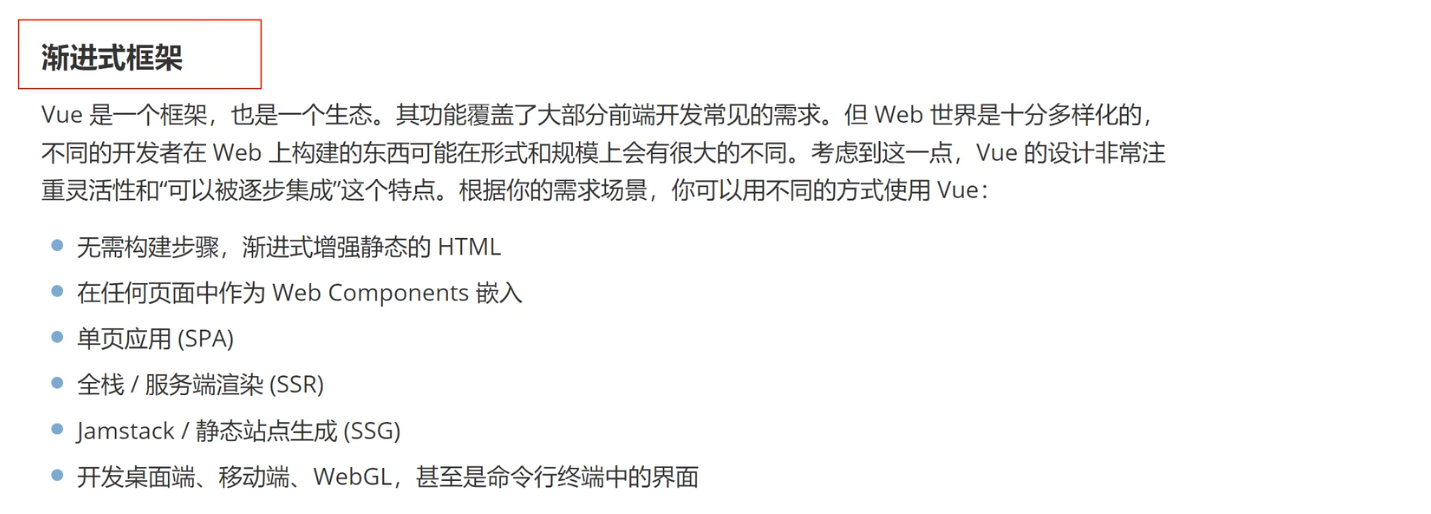 渐进式框架
Vue 是一个框架，也是一个生态。其功能覆盖了大部分前端开发常见的需求。但 Web 世界是十分多样化的，
不同的开发者在 Web 上构建的东西可能在形式和规模上会有很大的不同。考虑到这一点，Vue 的设计非常注
重灵活性和“可以被逐步集成”这个特点。根据你的需求场景，你可以用不同的方式使用 Vue：
无需构建步骤，渐进式增强静态的 HTML
在任何页面中作为 Web Components 嵌入
单页应用 (SPA)
全栈 / 服务端渲染 (SSR)
Jamstack / 静态站点生成 (SSG)
开发桌面端、移动端、WebGL，甚至是命令行终端中的界面